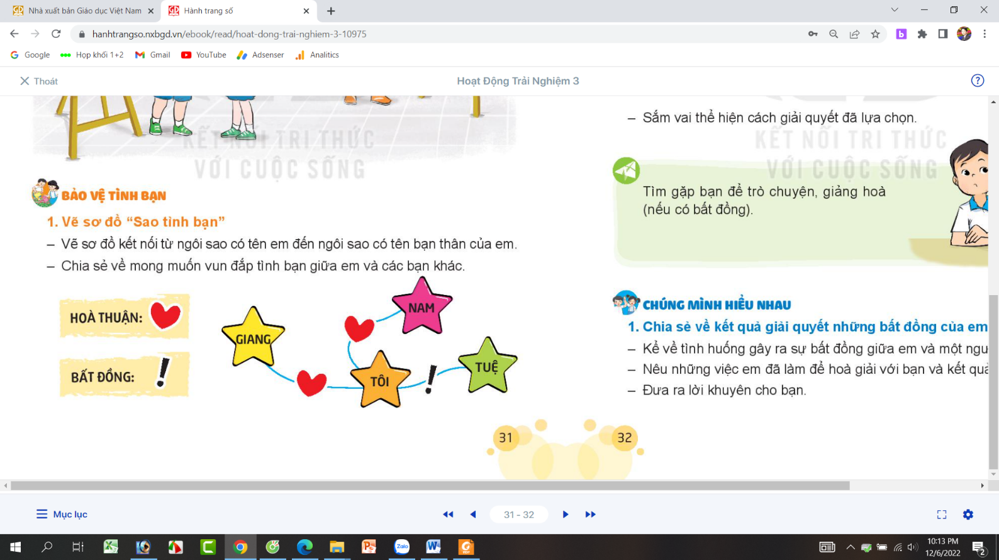 Nhà xuất bản Giáo dục Việt Nam
Hành trang số
hanhtrangso.nxbgd.vn/ebook/read/hoat-dong-trai-nghiem-3-10975
Google
Họp khối 1+2
Gmail
YouTube
Adsenser
Analitics
Thoát
Hoạt Động Trải Nghiệm 3
KẾT NỐI TRI THỨC
VỚI CUỘC SỐNG
BẢO VỆ TÌNH BẠN
1. Vẽ sơ đồ “Sao tình bạn”
– Vẽ sơ đồ kết nối từ ngôi sao có tên em đến ngôi sao có tên bạn thân của em.
– Chia sẻ về mong muốn vun đắp tình bạn giữa em và các bạn khác.
HOÀ THUẬN:
BẤT ĐỒNG:
GIANG
NAM
TÔI
TUỆ
31
– Sắm vai thể hiện cách giải quyết đã lựa chọn.
KẾT NỐI TRI THỨC
VỚI CUỘC SỐNG
Tìm gặp bạn để trò chuyện, giảng hoà
(nếu có bất đồng).
CHÚNG MÌNH HIỂU NHAU
1. Chia sẻ về kết quả giải quyết những bất đồng của em
– Kể về tình huống gây ra sự bất đồng giữa em và một
– Nêu những việc em đã làm để hoà giải với bạn và kết quả
– Đưa ra lời khuyên cho bạn.
32
Mục lục
31 - 32
Zalo
10:13 PM
12/6/2022
2